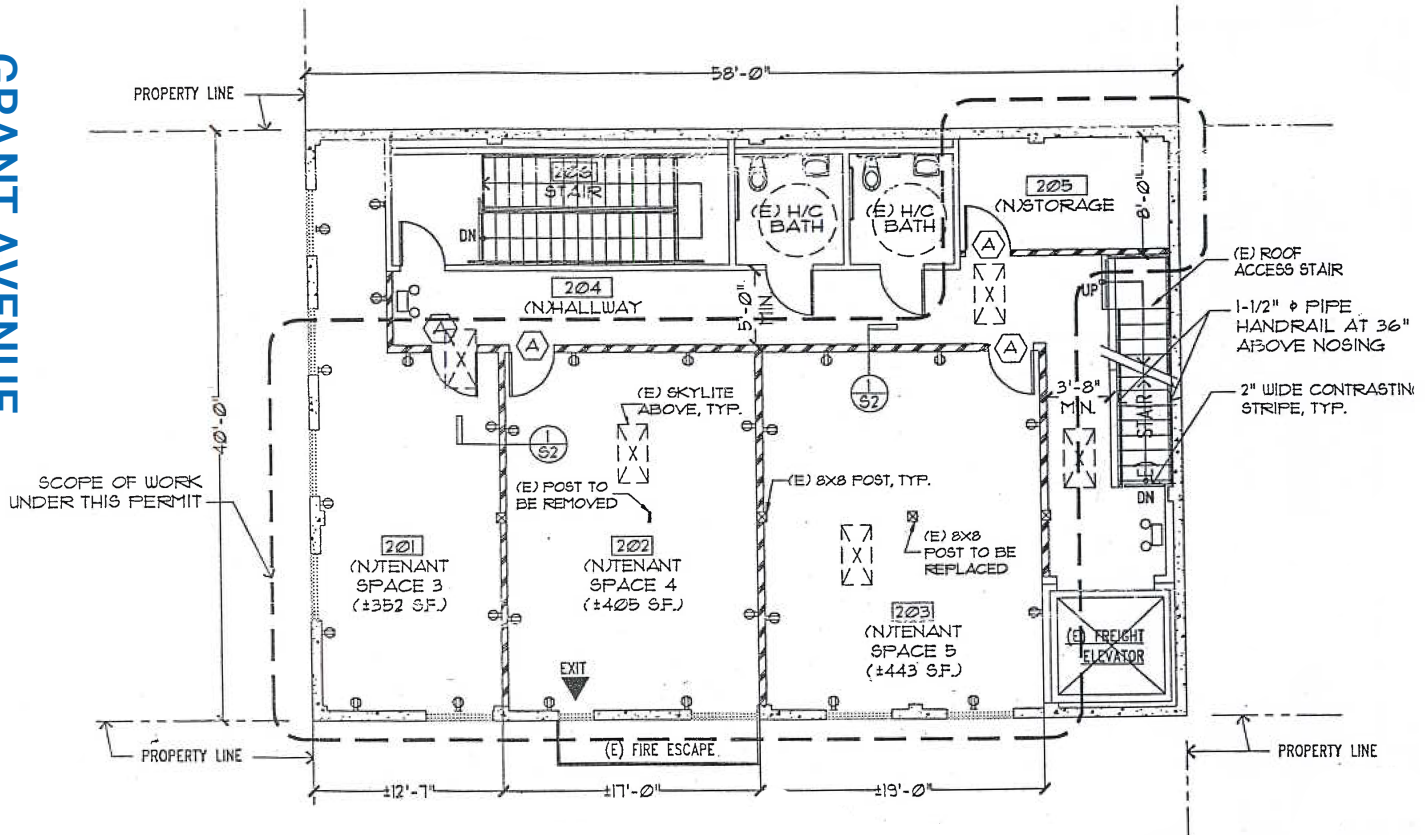 GRANT AVENUE
58'-0"
PROPERTY LINE
40'-0"
206
STAIR
DN
(E) H/C
BATH
(E) H/C
BATH
205
(N)STORAGE
8'-0"
A
X
UP
(E) ROOF
ACCESS STAIR
1-1/2" ϕ PIPE
HANDRAIL AT 36"
ABOVE NOSING
2" WIDE CONTRASTING
STRIPE, TYP.
204
(N)HALLWAY
5'-0"
MIN
A
X
A
A
3'-8"
MIN.
(E) STAIR
DN
X
1
S2
1
S2
(E) SKYLITE
ABOVE, TYP.
X
SCOPE OF WORK
UNDER THIS PERMIT
(E) POST TO
BE REMOVED
(E) 8X8 POST, TYP.
(E) 8X8
POST TO BE
REPLACED
X
201
(N)TENANT
SPACE 3
(±352 S.F.)
202
(N)TENANT
SPACE 4
(±405 S.F.)
203
(N)TENANT
SPACE 5
(±443 S.F.)
(E) FREIGHT
ELEVATOR
EXIT
(E) FIRE ESCAPE
PROPERTY LINE
PROPERTY LINE
±12'-7"
±17'-0"
±19'-0"